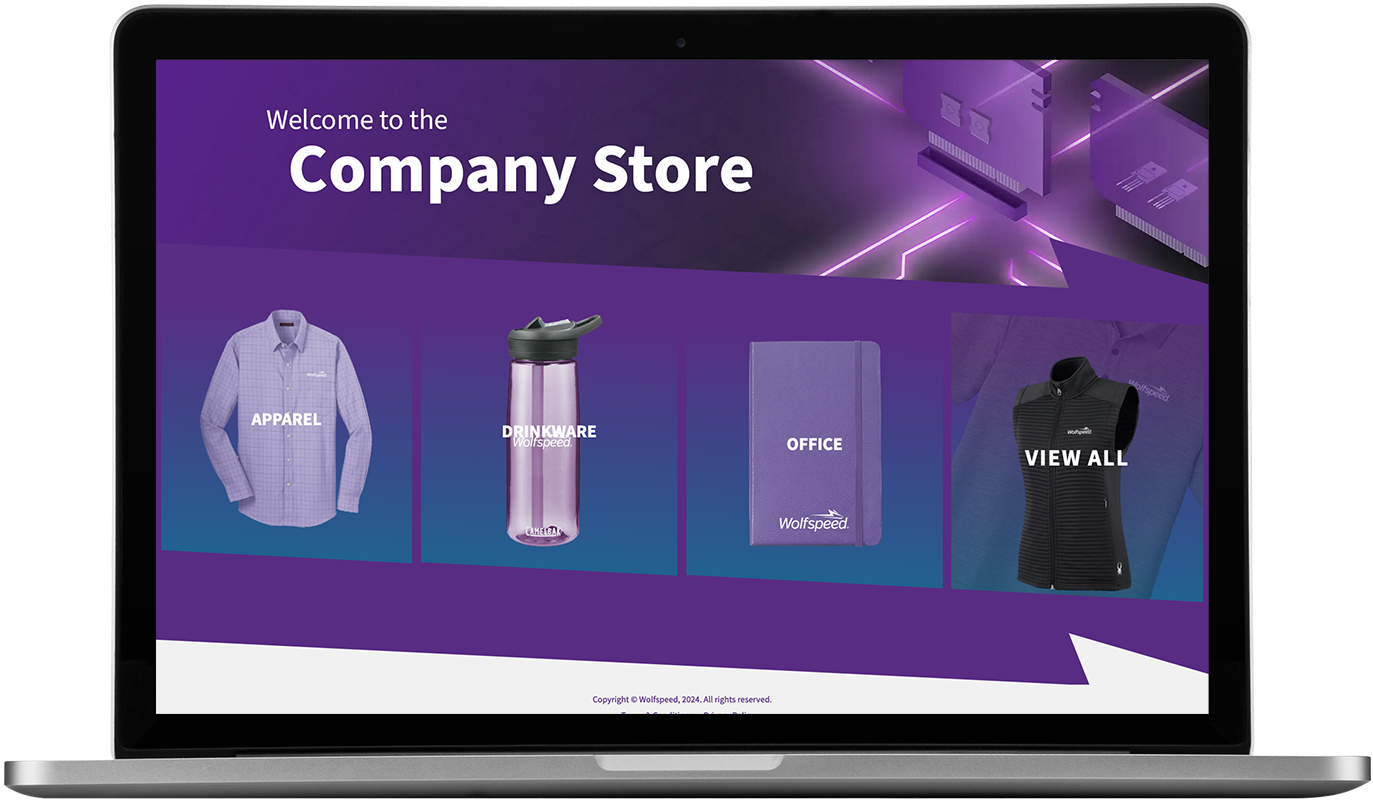 Welcome to the
Company Store
Wolfspeed
APPAREL
DRINKWARE
Wolfspeed.
CAMELBAK
OFFICE
Wolfspeed.
Wolfspeed.
Wolfspeed
VIEW ALL
Copyright © Wolfspeed, 2024. All rights reserved.